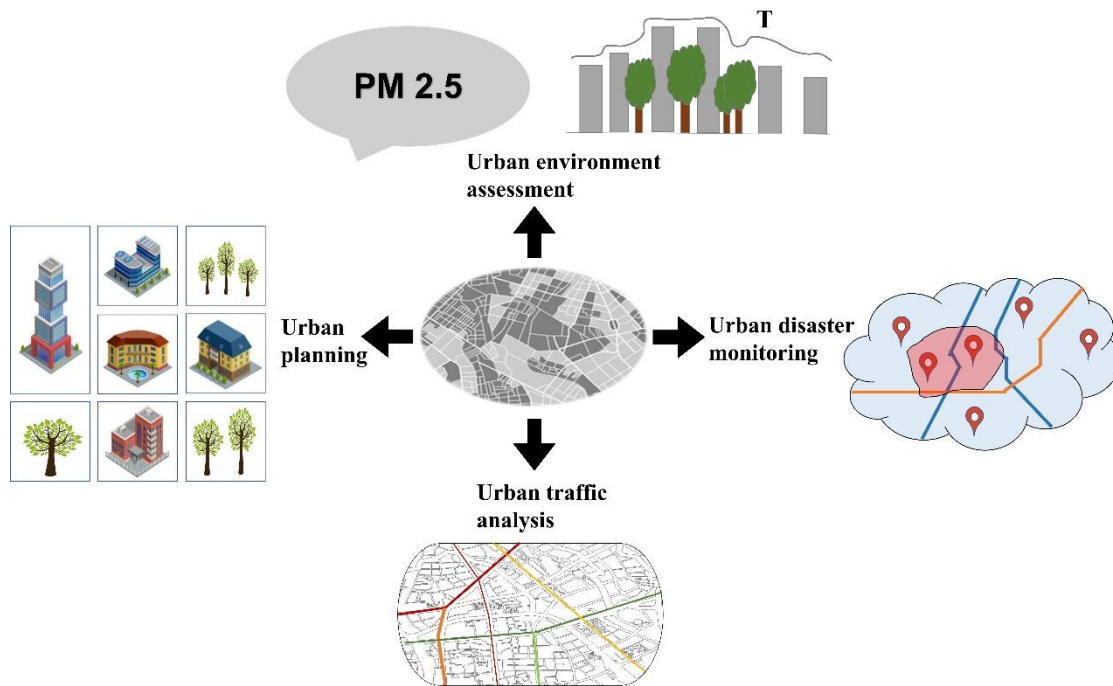 T
PM 2.5
Urban environment
assessment
Urban
planning
Urban disaster
monitoring
Urban traffic
analysis